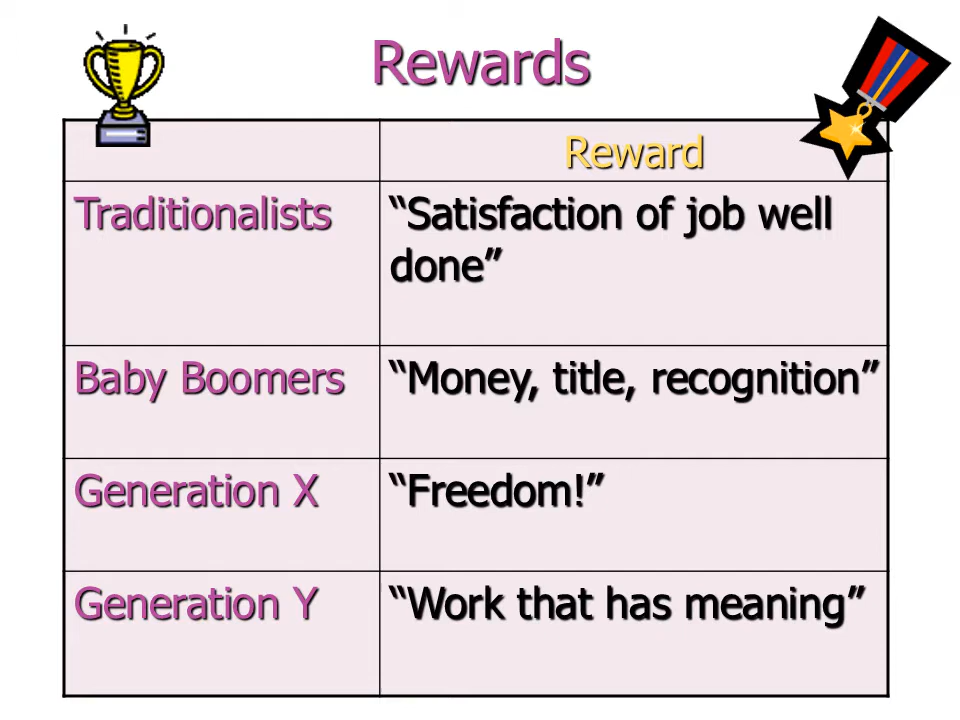 Rewards
Reward
Traditionalists
“Satisfaction of job well
done”
Baby Boomers
“Money, title, recognition”
Generation X
“Freedom!”
Generation Y
“Work that has meaning”